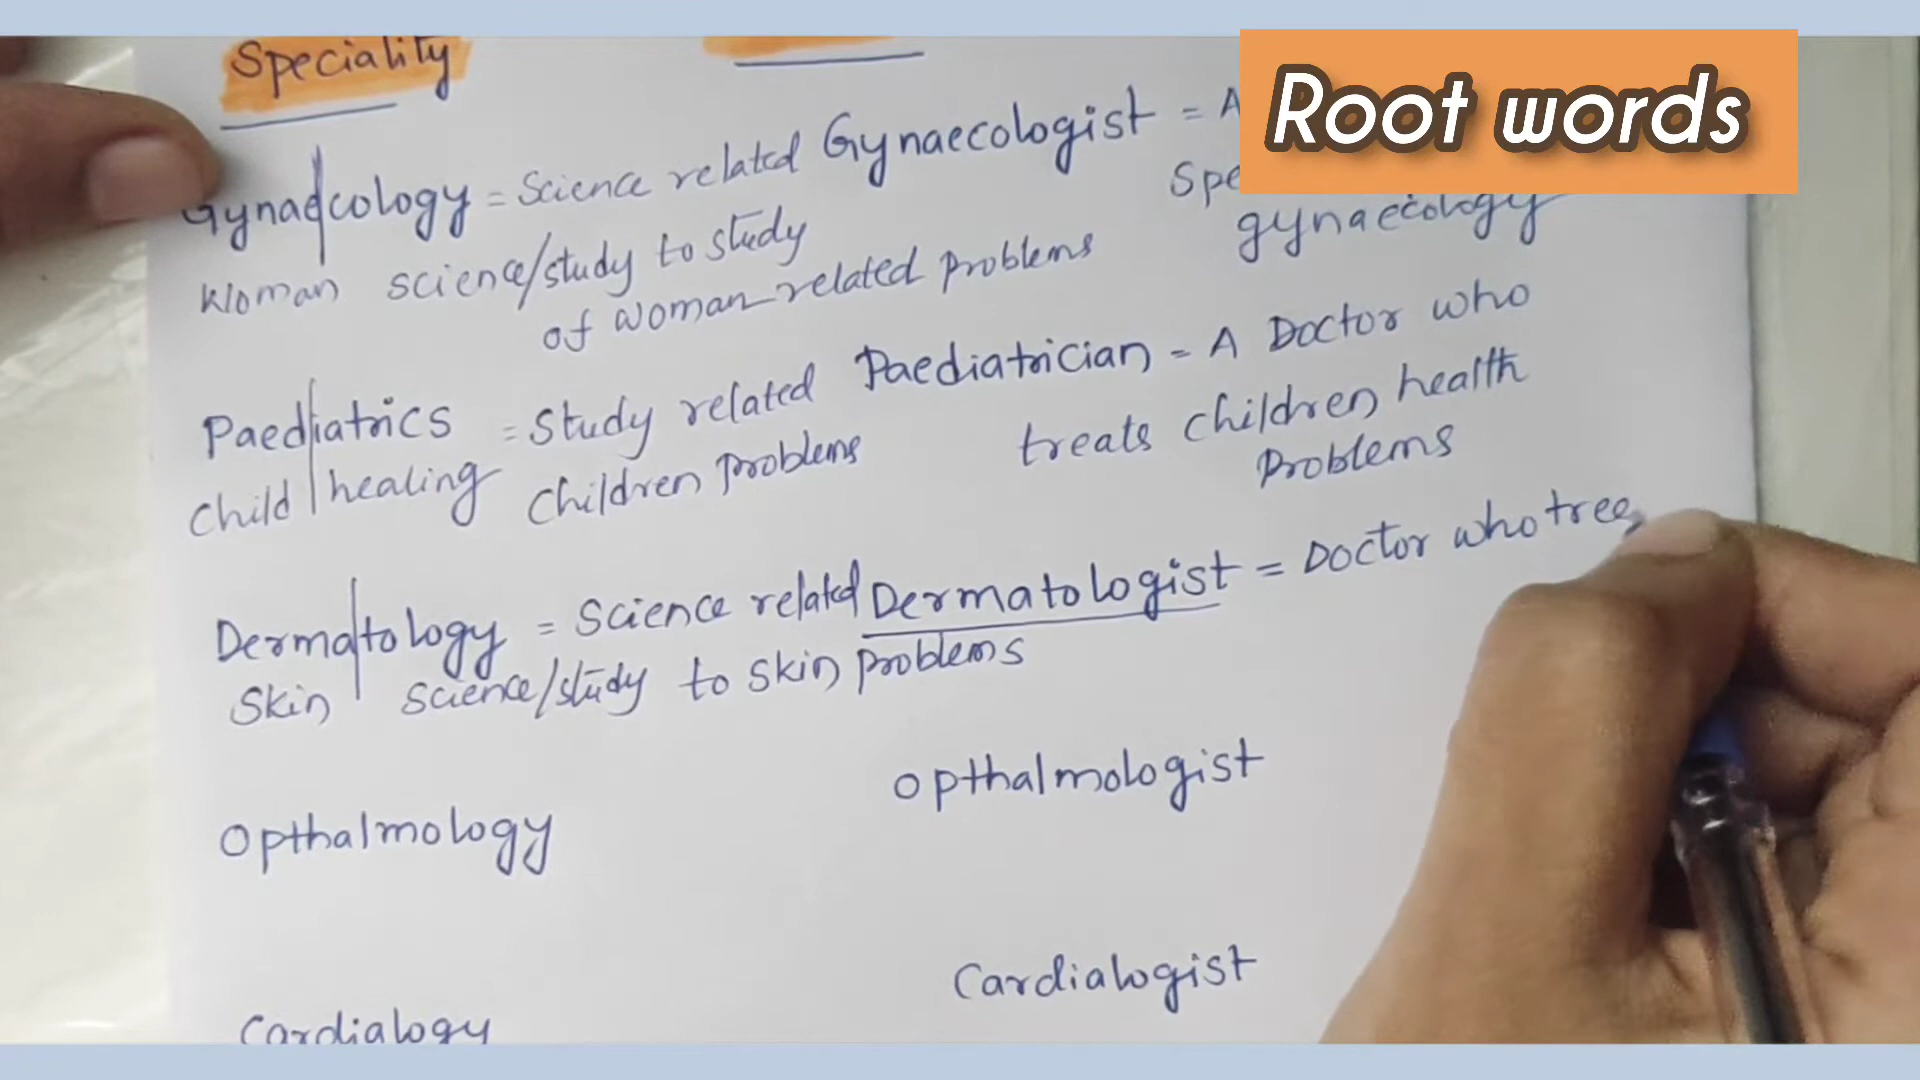 Speciality
Root words
Gynaecology = Science related Gynaecologist = A
Woman science/study to study Spe
of woman related problems gynaecology
Paediatrics = Study related Paediatrician = A Doctor who
child healing children problems treats children health
problems
Dermatology = Science related Dermatologist = Doctor who tree
Skin science/study to skin problems
Opthalmology Opthalmologist
Cardialogist
Cardialogy